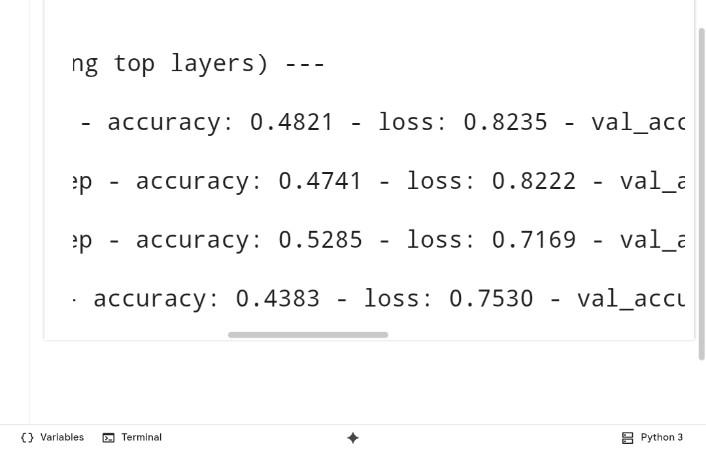 ng top layers) ---
- accuracy: 0.4821 - loss: 0.8235 - val_acc
ep - accuracy: 0.4741 - loss: 0.8222 - val_a
ep - accuracy: 0.5285 - loss: 0.7169 - val_a
- accuracy: 0.4383 - loss: 0.7530 - val_accu
{} Variables Terminal Python 3